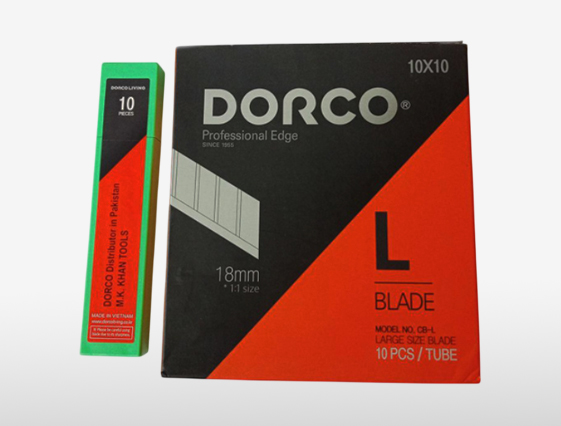 DORCO LIVING
10
PIECES
DORCO Distributor in Pakistan
M.K. KHAN TOOLS
MADE IN VIETNAM
10X10
DORCO®
Professional Edge
SINCE 1955
18mm
* 1:1 size
L
BLADE
MODEL NO. CB-L
LARGE SIZE BLADE
10 PCS / TUBE